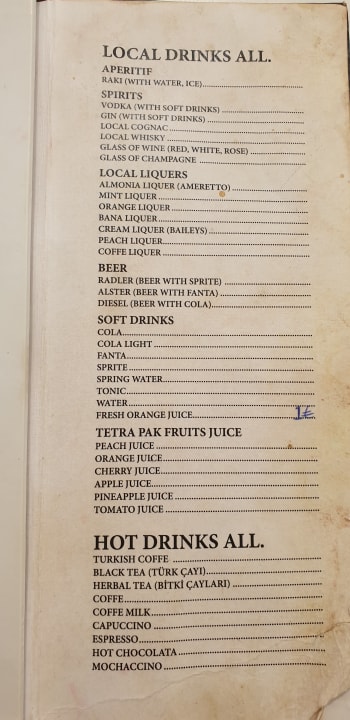 LOCAL DRINKS ALL.
APERITIF
RAKI (WITH WATER, ICE)
SPIRITS
VODKA (WITH SOFT DRINKS)
GIN (WITH SOFT DRINKS)
LOCAL COGNAC
LOCAL WHISKY
GLASS OF WINE (RED, WHITE, ROSE)
GLASS OF CHAMPAGNE
LOCAL LIQUERS
ALMONIA LIQUER (AMERETTO)
MINT LIQUER
ORANGE LIQUER
BANA LIQUER
CREAM LIQUER (BAILEYS)
PEACH LIQUER
COFFE LIQUER
BEER
RADLER (BEER WITH SPRITE)
ALSTER (BEER WITH FANTA)
DIESEL (BEER WITH COLA)
SOFT DRINKS
COLA
COLA LIGHT
FANTA
SPRITE
SPRING WATER
TONIC
WATER
FRESH ORANGE JUICE 1€
TETRA PAK FRUITS JUICE
PEACH JUICE
ORANGE JUICE
CHERRY JUICE
APPLE JUICE
PINEAPPLE JUICE
TOMATO JUICE
HOT DRINKS ALL.
TURKISH COFFE
BLACK TEA (TÜRK ÇAYI)
HERBAL TEA (BİTKİ ÇAYLARI)
COFFE
COFFE MILK
CAPUCCINO
ESPRESSO
HOT CHOCOLATA
MOCHACCINO